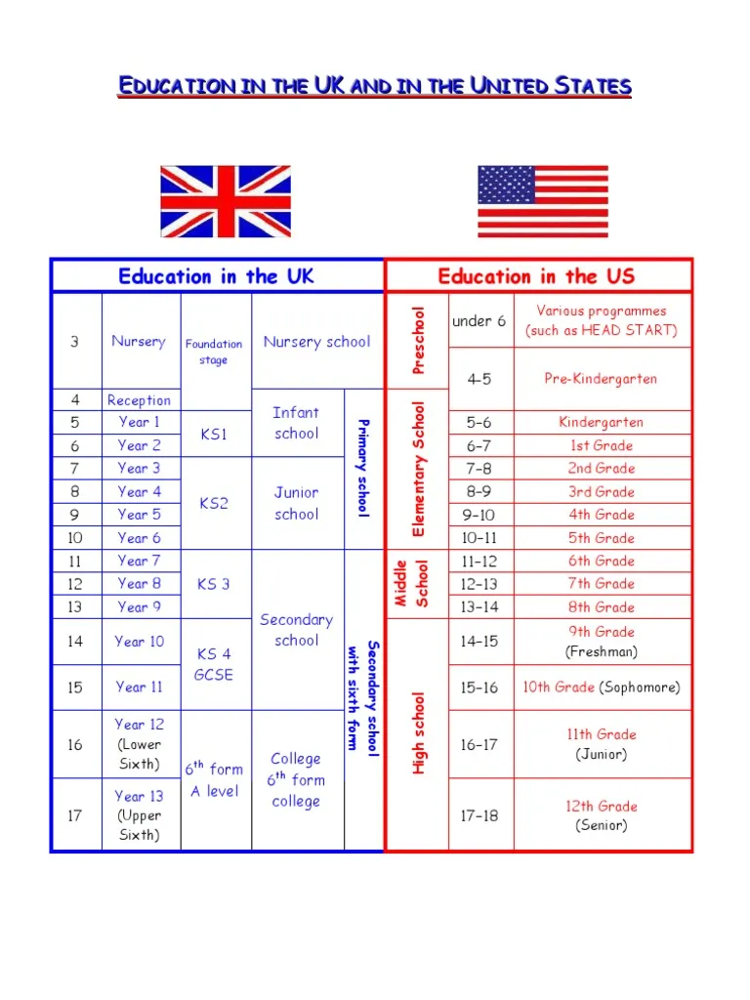 EDUCATION IN THE UK AND IN THE UNITED STATES
Education in the UK
Education in the US
3
Nursery
Foundation
stage
Nursery school
Preschool
under 6
Various programmes
(such as HEAD START)
4-5
Pre-Kindergarten
4
Reception
Infant
school
Primary school
Elementary School
5
Year 1
KS1
5-6
Kindergarten
6
Year 2
6-7
1st Grade
7
Year 3
KS2
Junior
school
7-8
2nd Grade
8
Year 4
8-9
3rd Grade
9
Year 5
9-10
4th Grade
10
Year 6
10-11
5th Grade
11
Year 7
KS 3
Secondary
school
Secondary school
with sixth form
Middle
School
11-12
6th Grade
12
Year 8
12-13
7th Grade
13
Year 9
13-14
8th Grade
14
Year 10
KS 4
GCSE
High school
14-15
9th Grade
(Freshman)
15
Year 11
15-16
10th Grade (Sophomore)
16
Year 12
(Lower
Sixth)
6th form
A level
College
6th form
college
16-17
11th Grade
(Junior)
17
Year 13
(Upper
Sixth)
17-18
12th Grade
(Senior)